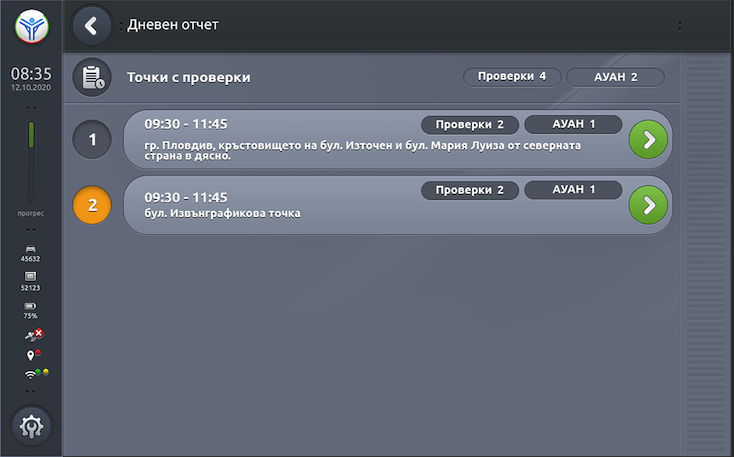 Дневен отчет
08:35
12.10.2020
Точки с проверки
Проверки 4
АУАН 2
1
09:30 - 11:45
Проверки 2
АУАН 1
гр. Пловдив, кръстовището на бул. Източен и бул. Мария Луиза от северната
страна в дясно.
2
09:30 - 11:45
Проверки 2
АУАН 1
бул. Извънграфикова точка
прогрес
45632
52123
75%